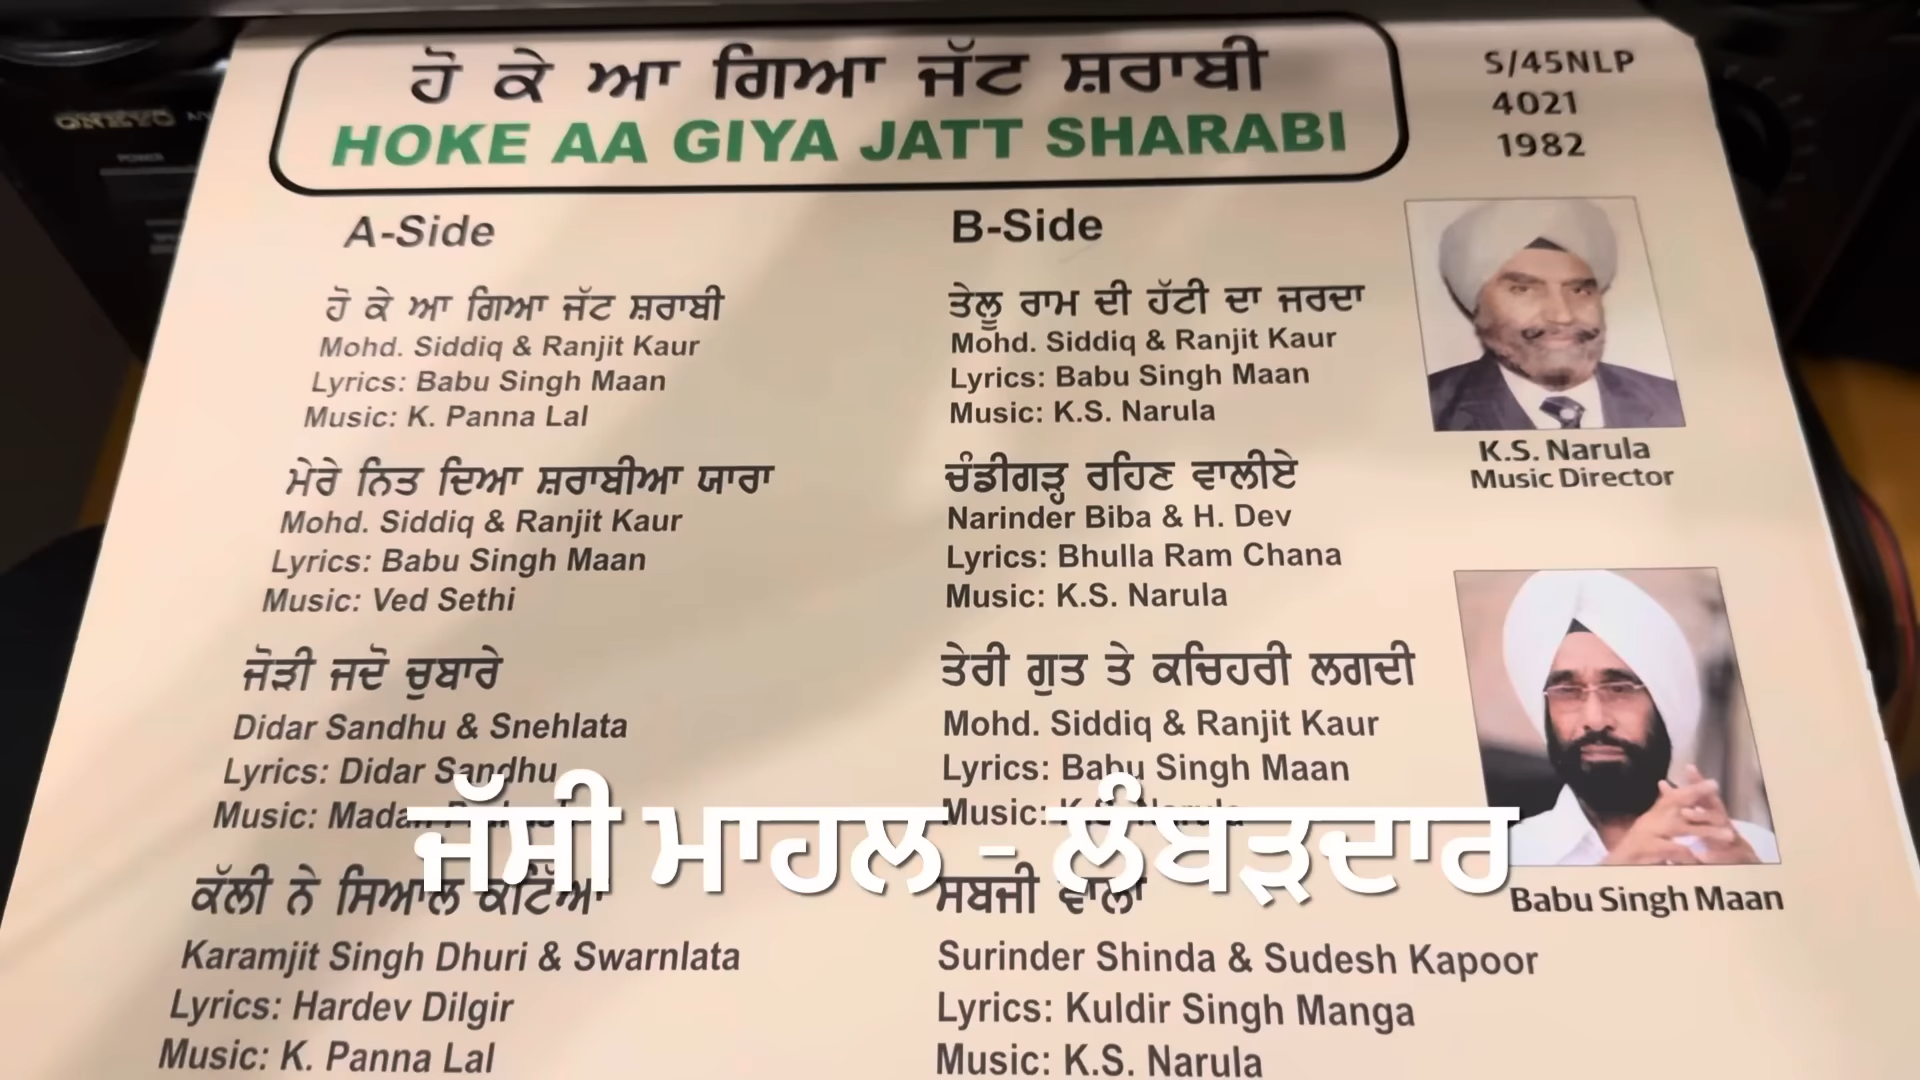 ਹੋ ਕੇ ਆ ਗਿਆ ਜੱਟ ਸ਼ਰਾਬੀ
HOKE AA GIYA JATT SHARABI
S/45NLP
4021
1982
ONKYO
POWER
A-Side
ਹੋ ਕੇ ਆ ਗਿਆ ਜੱਟ ਸ਼ਰਾਬੀ
Mohd. Siddiq & Ranjit Kaur
Lyrics: Babu Singh Maan
Music: K. Panna Lal
ਮੇਰੇ ਨਿਤ ਦਿਆ ਸ਼ਰਾਬੀਆ ਯਾਰਾ
Mohd. Siddiq & Ranjit Kaur
Lyrics: Babu Singh Maan
Music: Ved Sethi
ਜੋੜੀ ਜਦੋ ਚੁਬਾਰੇ
Didar Sandhu & Snehlata
Lyrics: Didar Sandhu
Music:
ਕੱਲੀ ਨੇ ਸਿਆਲ ਕਟਿਆ
Karamjit Singh Dhuri & Swarnlata
Lyrics: Hardev Dilgir
Music: K. Panna Lal
B-Side
ਤੇਲੂ ਰਾਮ ਦੀ ਹੱਟੀ ਦਾ ਜਰਦਾ
Mohd. Siddiq & Ranjit Kaur
Lyrics: Babu Singh Maan
Music: K.S. Narula
ਚੰਡੀਗੜ੍ਹ ਰਹਿਣ ਵਾਲੀਏ
Narinder Biba & H. Dev
Lyrics: Bhulla Ram Chana
Music: K.S. Narula
ਤੇਰੀ ਗੁਤ ਤੇ ਕਚਿਹਰੀ ਲਗਦੀ
Mohd. Siddiq & Ranjit Kaur
Lyrics: Babu Singh Maan
Music: K.S. Narula
ਸਬਜੀ ਵਾਲਾ
Surinder Shinda & Sudesh Kapoor
Lyrics: Kuldir Singh Manga
Music: K.S. Narula
K.S. Narula
Music Director
Babu Singh Maan
ਜੱਸੀ ਮਾਹਲ - ਲੰਬੜਦਾਰ